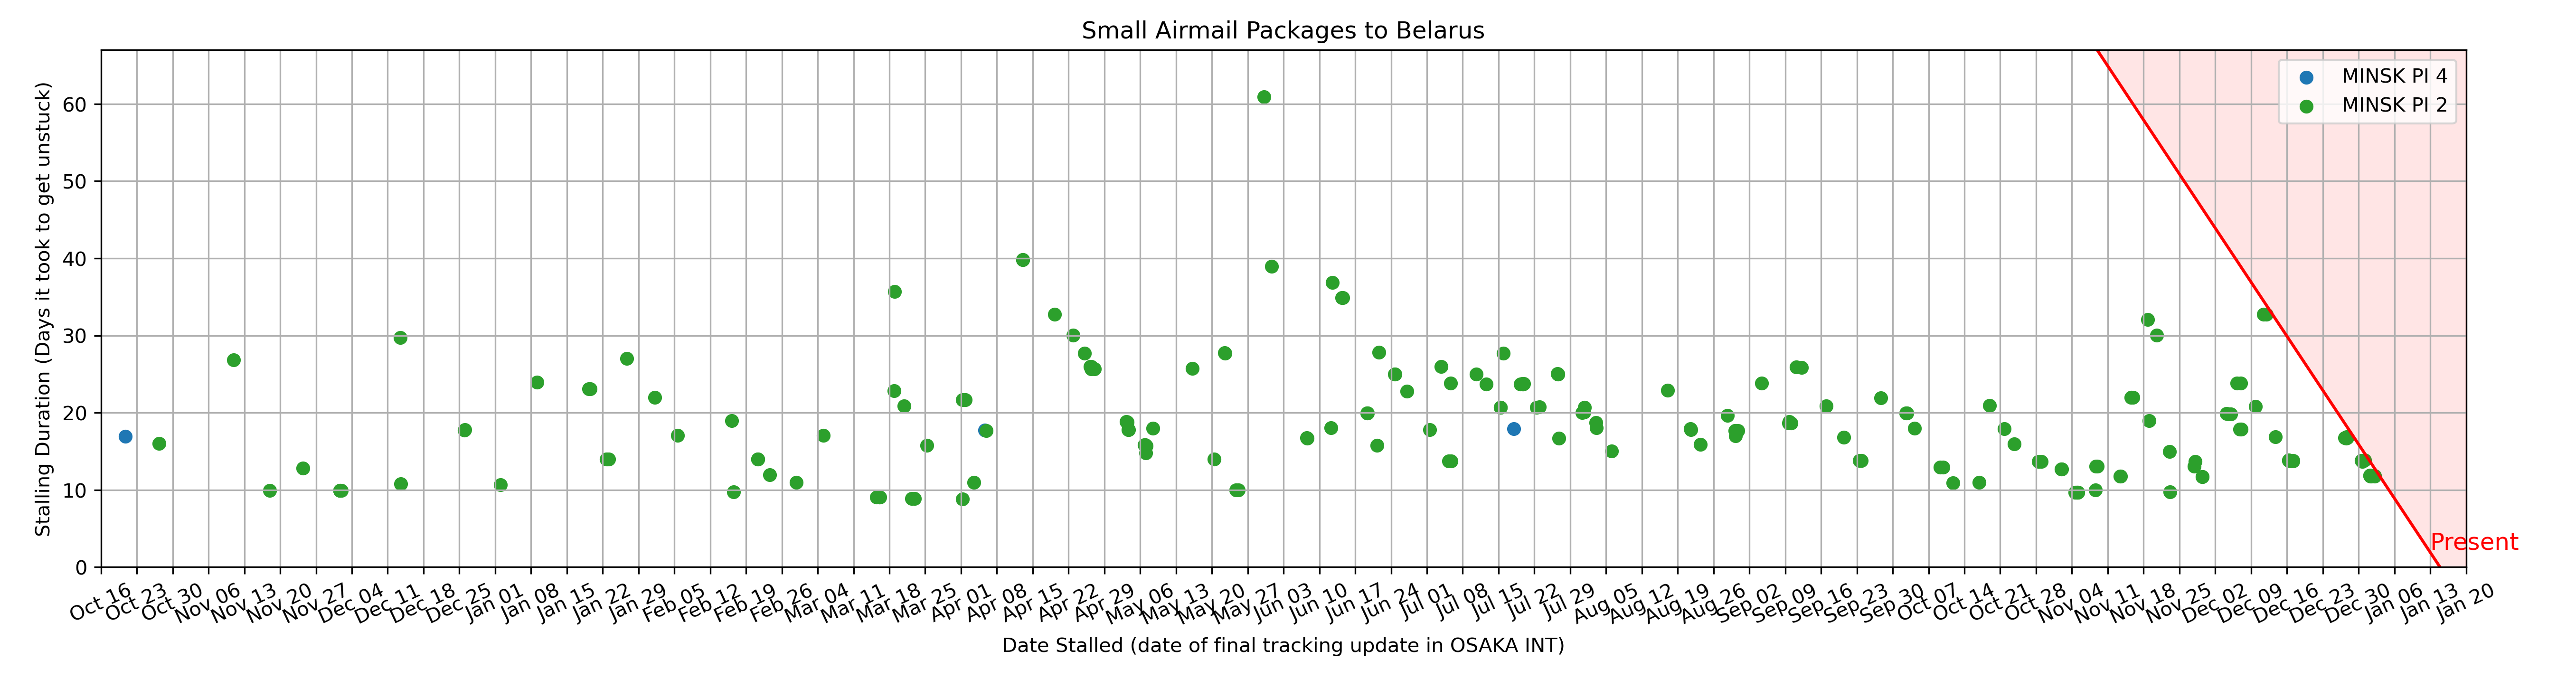 Small Airmail Packages to Belarus
MINSK PI 4
MINSK PI 2
Stalling Duration (Days it took to get unstuck)
60
50
40
30
20
10
0
Present
Oct 16
Oct 23
Oct 30
Nov 06
Nov 13
Nov 20
Nov 27
Dec 04
Dec 11
Dec 18
Dec 25
Jan 01
Jan 08
Jan 15
Jan 22
Jan 29
Feb 05
Feb 12
Feb 19
Feb 26
Mar 04
Mar 11
Mar 18
Mar 25
Apr 01
Apr 08
Apr 15
Apr 22
Apr 29
May 06
May 13
May 20
May 27
Jun 03
Jun 10
Jun 17
Jun 24
Jul 01
Jul 08
Jul 15
Jul 22
Jul 29
Aug 05
Aug 12
Aug 19
Aug 26
Sep 02
Sep 09
Sep 16
Sep 23
Sep 30
Oct 07
Oct 14
Oct 21
Oct 28
Nov 04
Nov 11
Nov 18
Nov 25
Dec 02
Dec 09
Dec 16
Dec 23
Dec 30
Jan 06
Jan 13
Jan 20
Date Stalled (date of final tracking update in OSAKA INT)